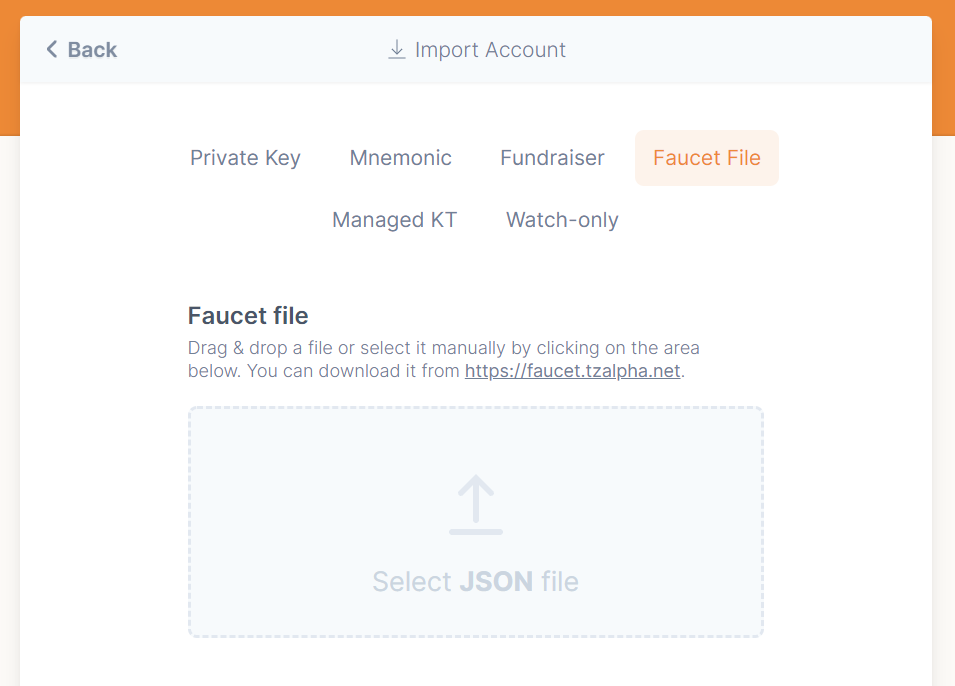 Back
Import Account
Private Key
Mnemonic
Fundraiser
Faucet File
Managed KT
Watch-only
Faucet file
Drag & drop a file or select it manually by clicking on the area
below. You can download it from https://faucet.tzalpha.net.
Select JSON file